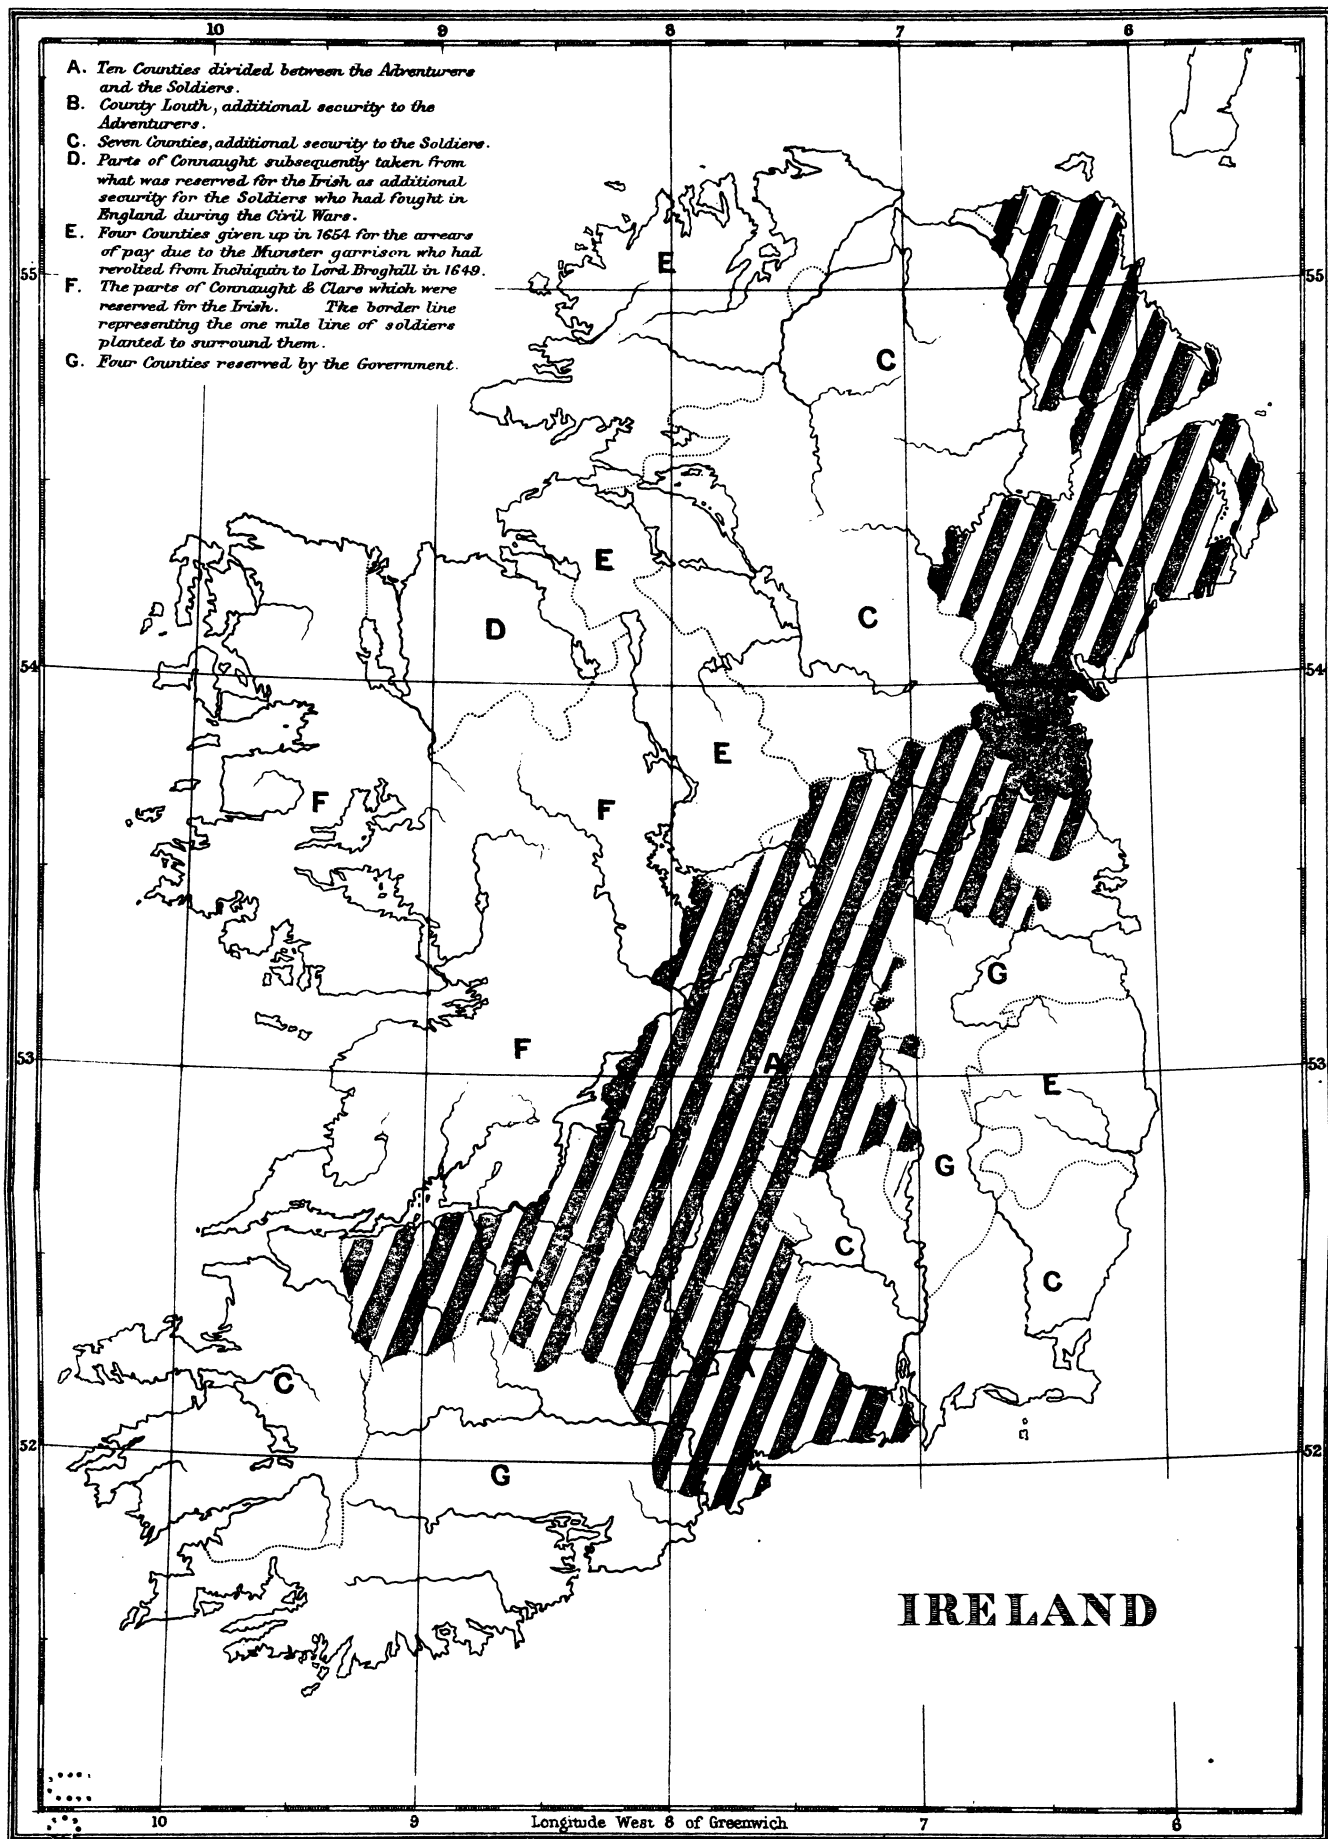 10 9 8 7 6
A. Ten Counties divided between the Adventurers
and the Soldiers.
B. County Louth, additional security to the
Adventurers.
C. Seven Counties, additional security to the Soldiers.
D. Parts of Connaught subsequently taken from
what was reserved for the Irish as additional
security for the Soldiers who had fought in
England during the Civil Wars.
E. Four Counties given up in 1654 for the arrears
of pay due to the Munster garrison who had
revolted from Inchiquin to Lord Broghill in 1649.
F. The parts of Connaught & Clare which were
reserved for the Irish. The border line
representing the one mile line of soldiers
planted to surround them.
G. Four Counties reserved by the Government.
E
55 55
A
C
E
A
D
C
54 54
E
F
F
G
F
A
53 53
E
G
C
A
C
A
C
52 52
G
IRELAND
10 9 Longitude West 8 of Greenwich 7 6